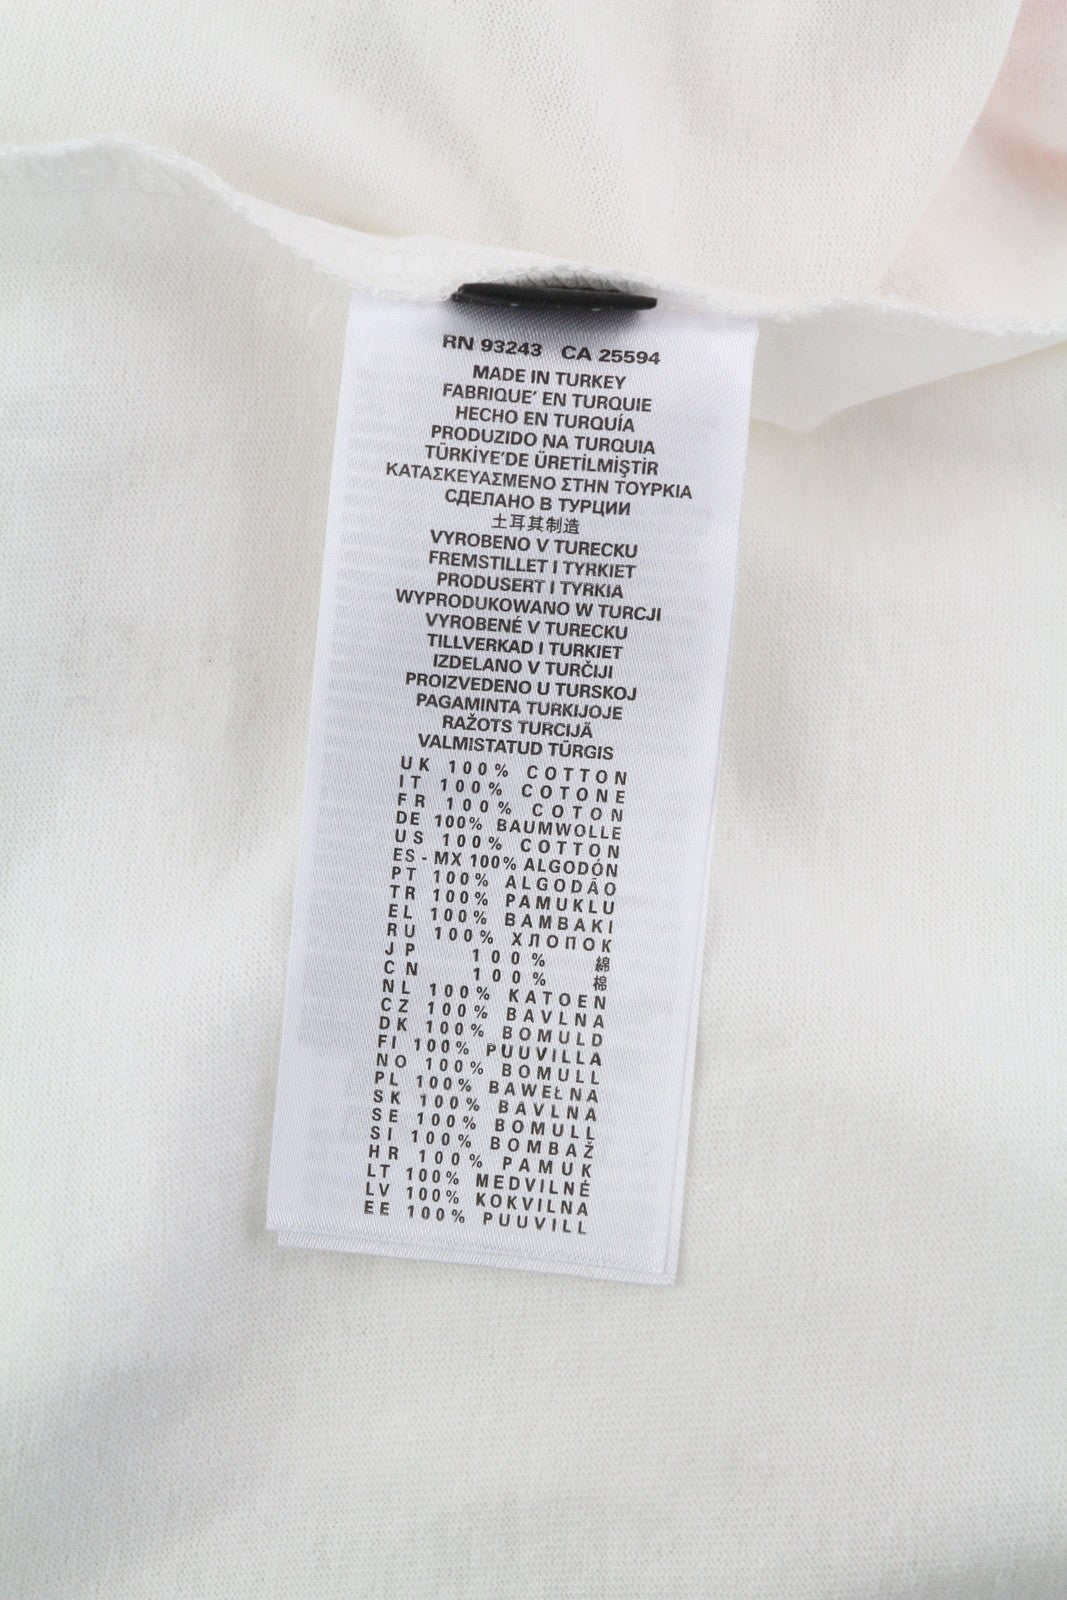 RN 93243 CA 25594
MADE IN TURKEY
FABRIQUE' EN TURQUIE
HECHO EN TURQUÍA
PRODUZIDO NA TURQUIA
TÜRKİYE'DE ÜRETİLMİŞTİR
ΚΑΤΑΣΚΕΥΑΣΜΕΝΟ ΣΤΗΝ ΤΟΥΡΚΙΑ
СДЕЛАНО В ТУРЦИИ
土耳其制造
VYROBENO V TURECKU
FREMSTILLET I TYRKIET
PRODUSERT I TYRKIA
WYPRODUKOWANO W TURCJI
VYROBENÉ V TURECKU
TILLVERKAD I TURKIET
IZDELANO V TURČIJI
PROIZVEDENO U TURSKOJ
PAGAMINTA TURKIJOJE
RAŽOTS TURCIJĀ
VALMISTATUD TÜRGIS
UK 100% COTTON
IT 100% COTONE
FR 100% COTON
DE 100% BAUMWOLLE
US 100% COTTON
ES - MX 100% ALGODÓN
PT 100% ALGODÃO
TR 100% PAMUKLU
EL 100% BAMBAKI
RU 100% ХЛОПОК
JP 100% 綿
CN 100% 棉
NL 100% KATOEN
CZ 100% BAVLNA
DK 100% BOMULD
FI 100% PUUVILLA
NO 100% BOMULL
PL 100% BAWEŁNA
SK 100% BAVLNA
SE 100% BOMULL
SI 100% BOMBAŽ
HR 100% PAMUK
LT 100% MEDVILNĖ
LV 100% KOKVILNA
EE 100% PUUVILL